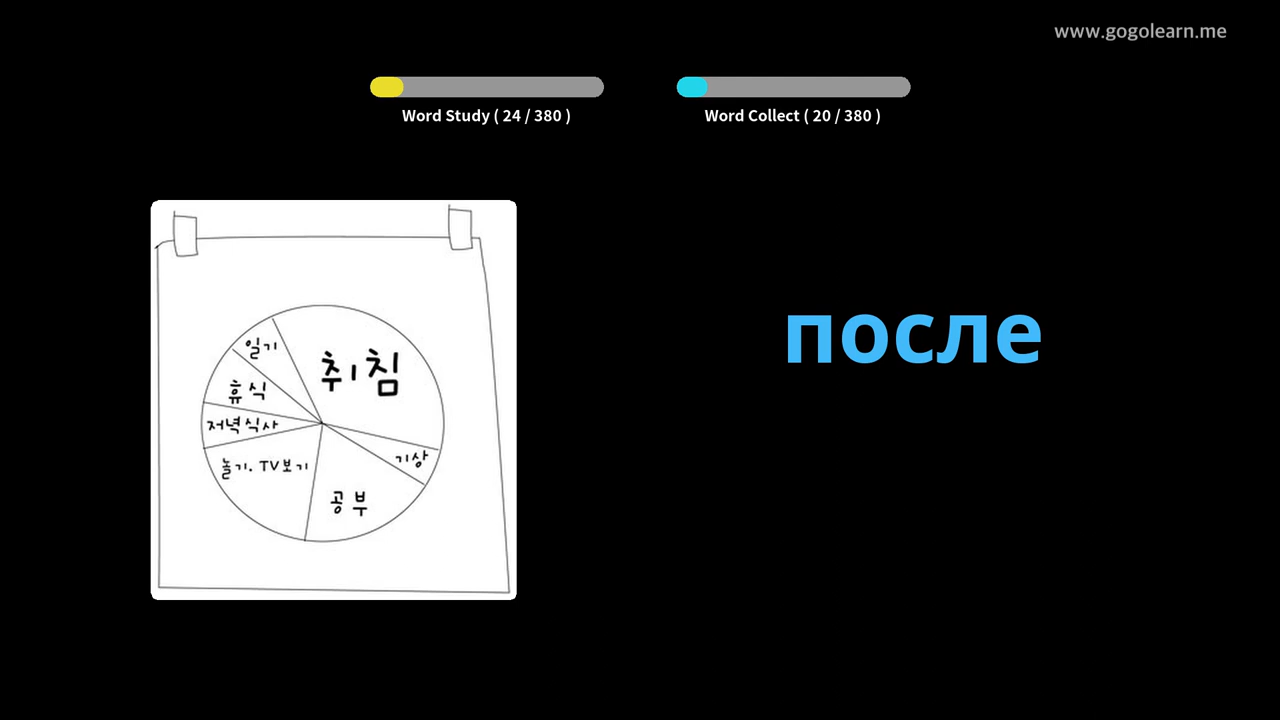 www.gogolearn.me
Word Study ( 24 / 380 )
Word Collect ( 20 / 380 )
일기
취침
휴식
저녁식사
기상
놀기. TV보기
공부
после